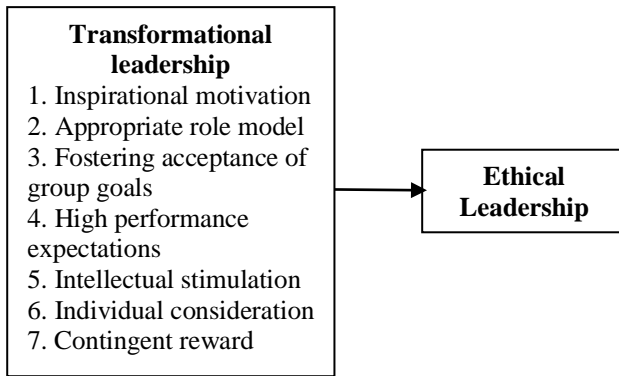 Transformational
leadership
1. Inspirational motivation
2. Appropriate role model
3. Fostering acceptance of
group goals
4. High performance
expectations
5. Intellectual stimulation
6. Individual consideration
7. Contingent reward
Ethical
Leadership